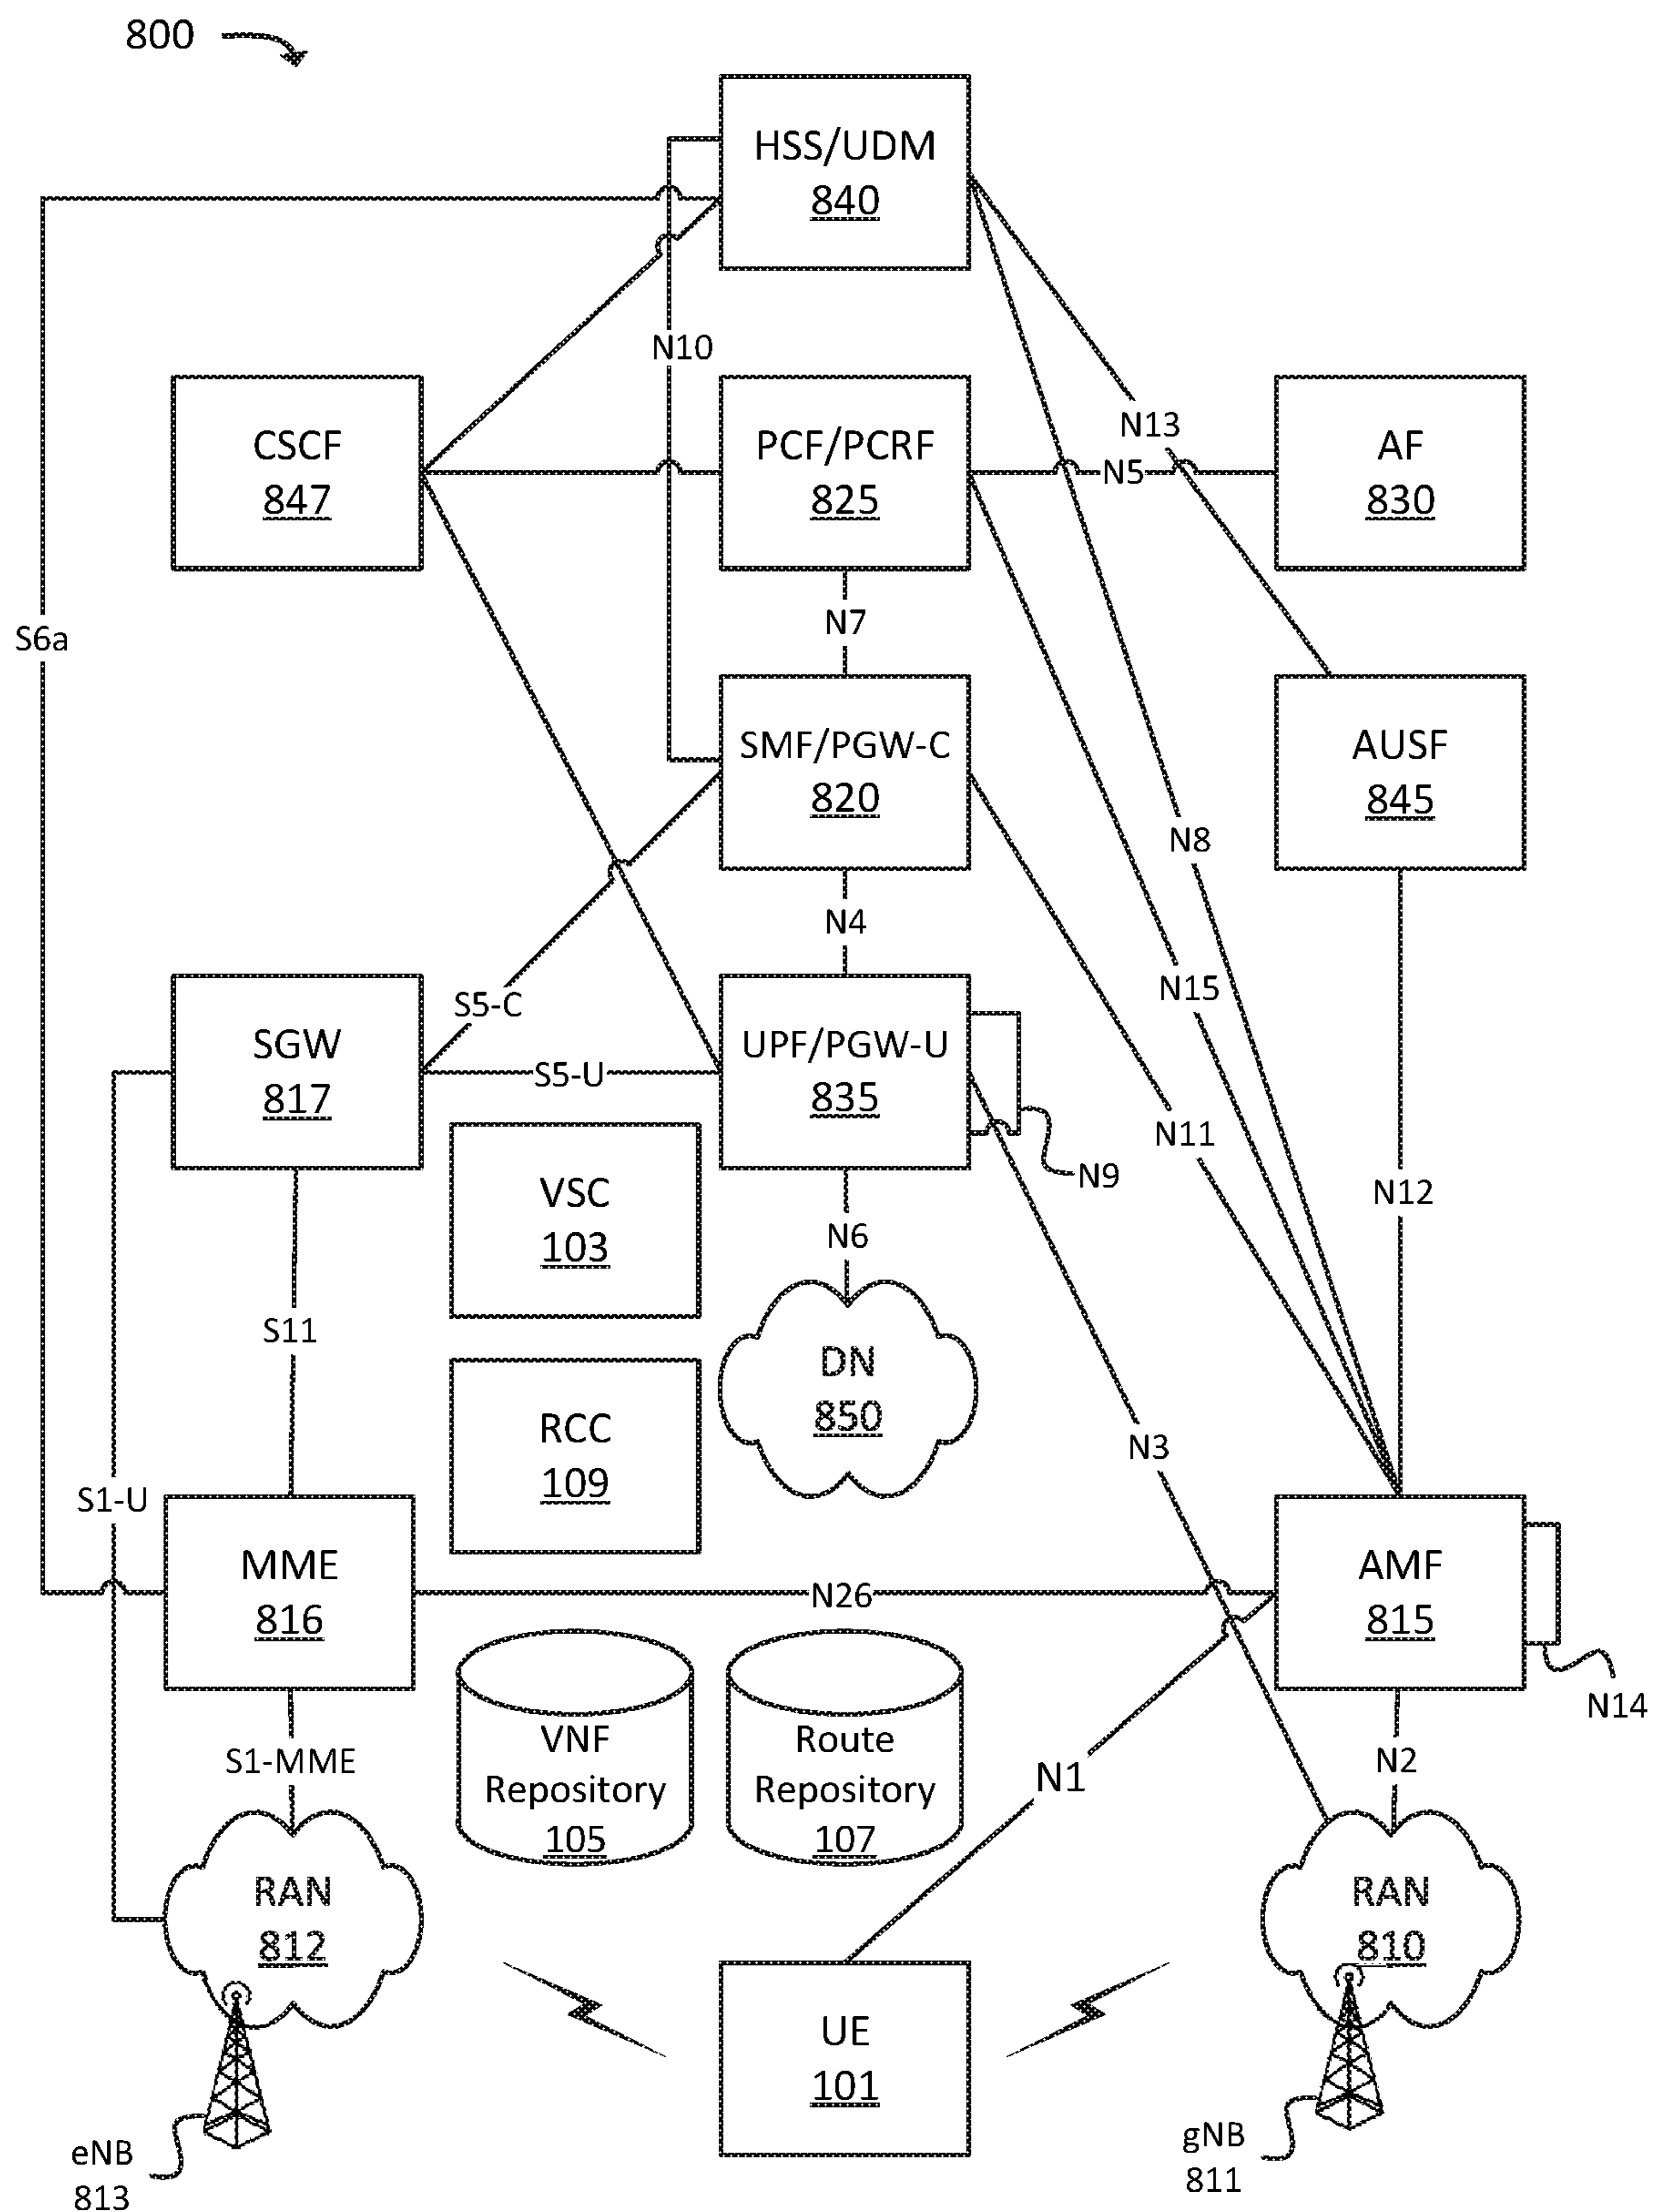 800
HSS/UDM
840
N10
CSCF
847
PCF/PCRF
825
N13
N5
AF
830
S6a
N7
SMF/PGW-C
820
AUSF
845
N8
N4
N15
S5-C
SGW
817
S5-U
UPF/PGW-U
835
N11
N9
N12
VSC
103
N6
S11
DN
850
RCC
109
N3
S1-U
MME
816
N26
AMF
815
N14
S1-MME
VNF
Repository
105
Route
Repository
107
N1
N2
RAN
812
RAN
810
UE
101
eNB
813
gNB
811